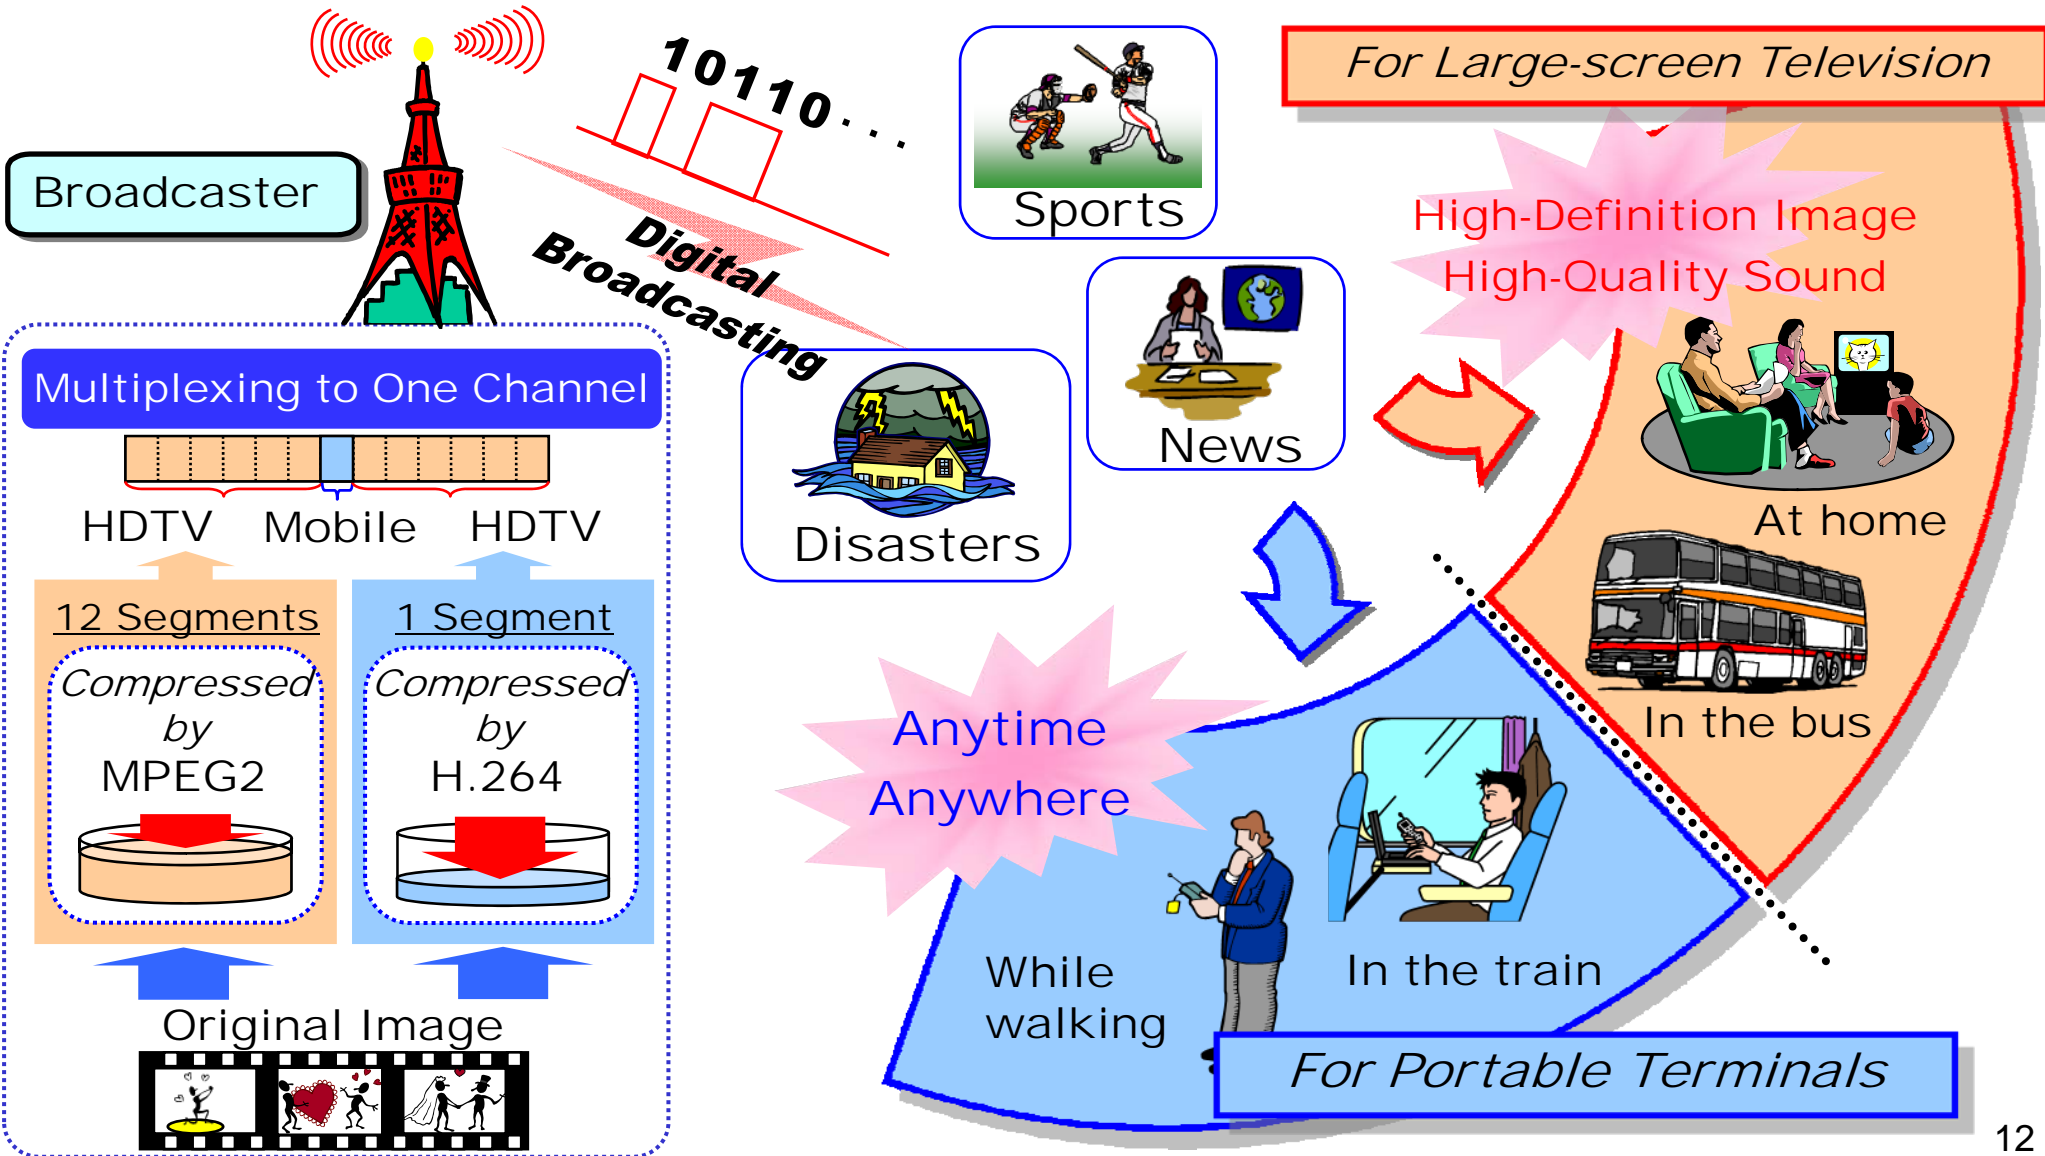 Broadcaster
10110...
Digital
Broadcasting
Sports
News
Disasters
Multiplexing to One Channel
HDTV Mobile HDTV
12 Segments
Compressed
by
MPEG2
1 Segment
Compressed
by
H.264
Original Image
For Large-screen Television
High-Definition Image
High-Quality Sound
At home
In the bus
Anytime
Anywhere
While
walking
In the train
For Portable Terminals
12